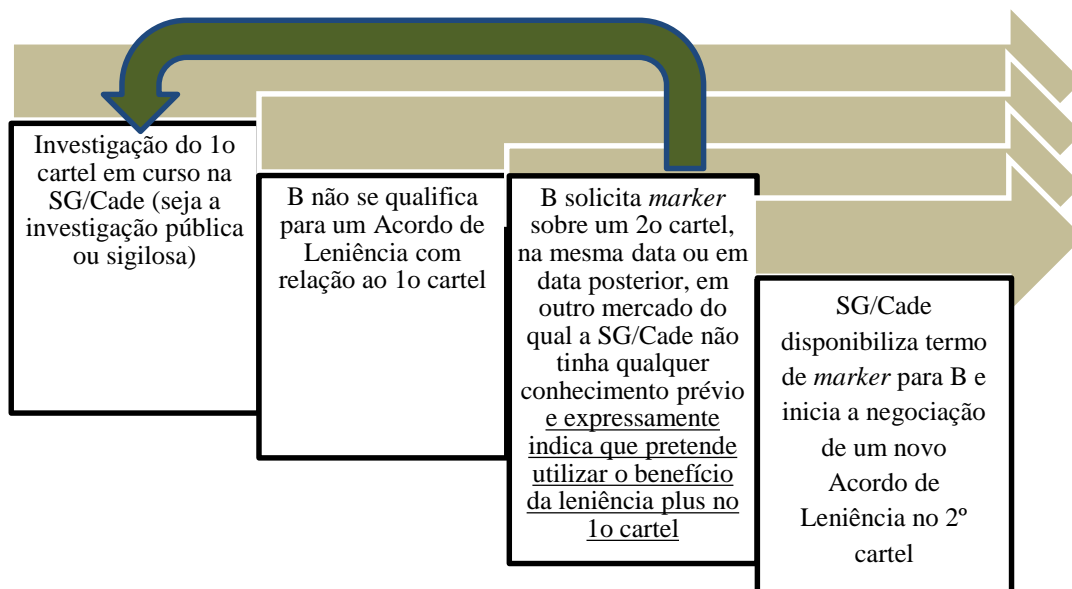 Investigação do 1o
cartel em curso na
SG/Cade (seja a
investigação pública
ou sigilosa)
B não se qualifica
para um Acordo de
Leniência com
relação ao 1o cartel
B solicita marker
sobre um 2o cartel,
na mesma data ou em
data posterior, em
outro mercado do
qual a SG/Cade não
tinha qualquer
conhecimento prévio
e expressamente
indica que pretende
utilizar o benefício
da leniência plus no
1o cartel
SG/Cade
disponibiliza termo
de marker para B e
inicia a negociação
de um novo
Acordo de
Leniência no 2º
cartel